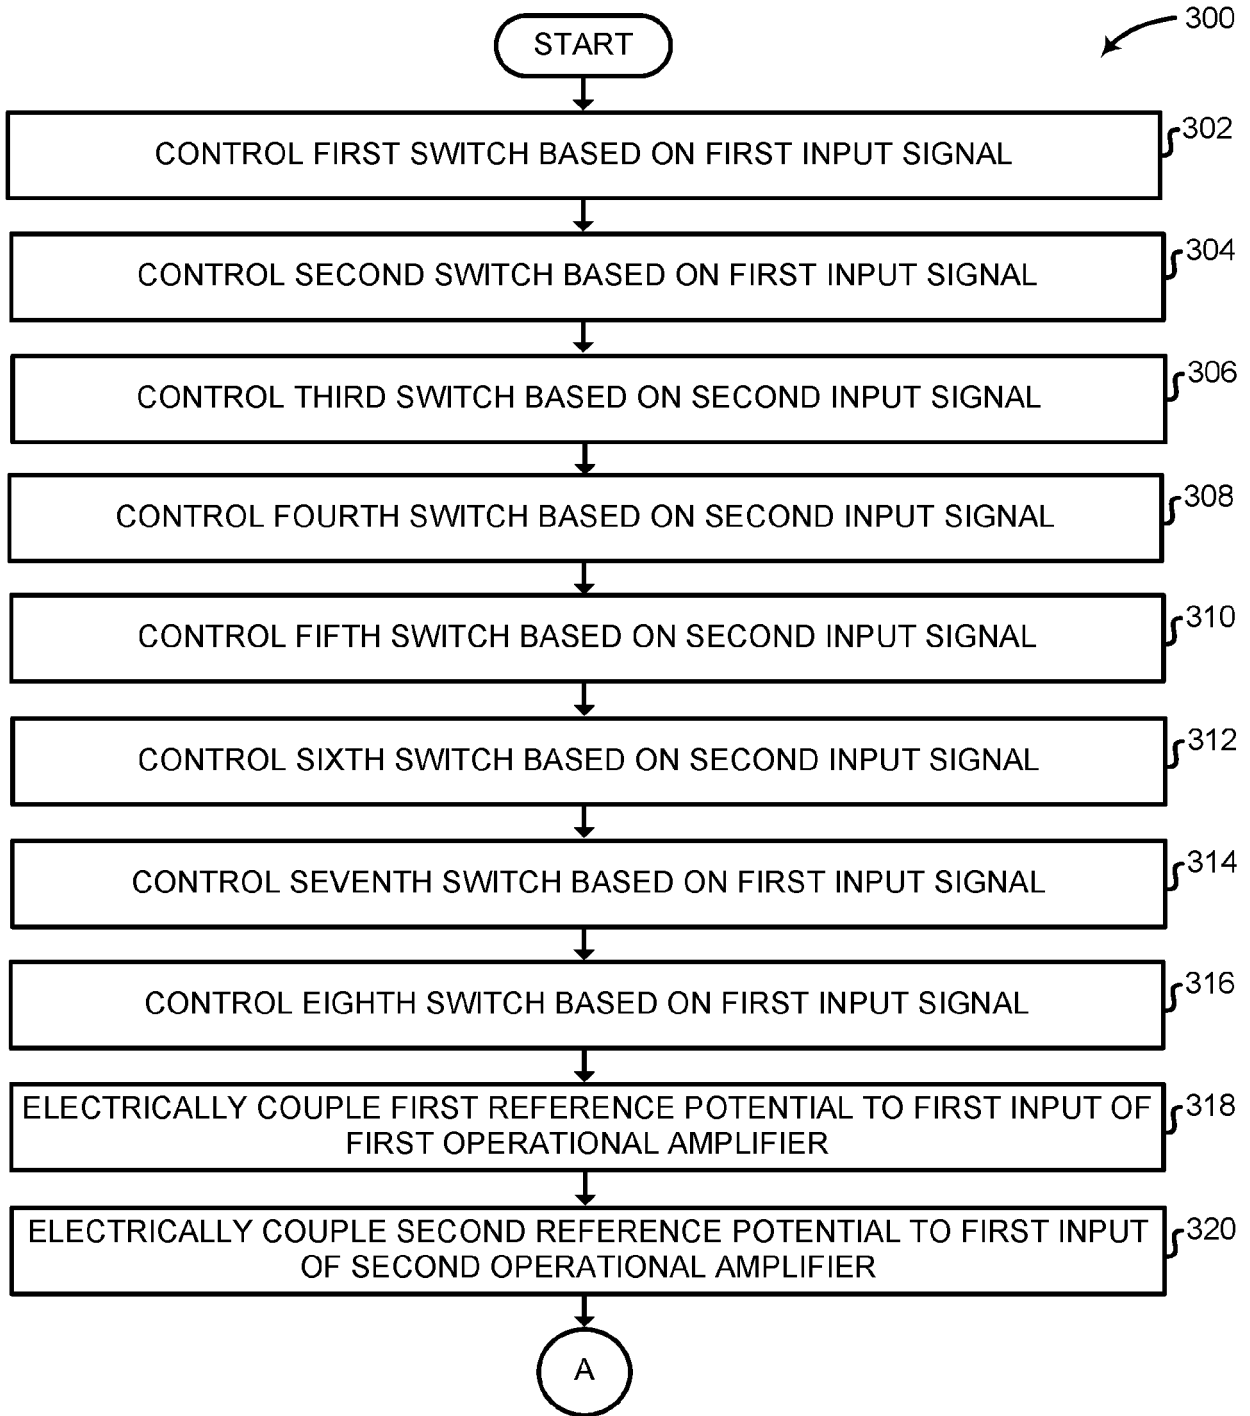 300
START
CONTROL FIRST SWITCH BASED ON FIRST INPUT SIGNAL
302
CONTROL SECOND SWITCH BASED ON FIRST INPUT SIGNAL
304
CONTROL THIRD SWITCH BASED ON SECOND INPUT SIGNAL
306
CONTROL FOURTH SWITCH BASED ON SECOND INPUT SIGNAL
308
CONTROL FIFTH SWITCH BASED ON SECOND INPUT SIGNAL
310
CONTROL SIXTH SWITCH BASED ON SECOND INPUT SIGNAL
312
CONTROL SEVENTH SWITCH BASED ON FIRST INPUT SIGNAL
314
CONTROL EIGHTH SWITCH BASED ON FIRST INPUT SIGNAL
316
ELECTRICALLY COUPLE FIRST REFERENCE POTENTIAL TO FIRST INPUT OF
FIRST OPERATIONAL AMPLIFIER
318
ELECTRICALLY COUPLE SECOND REFERENCE POTENTIAL TO FIRST INPUT
OF SECOND OPERATIONAL AMPLIFIER
320
A